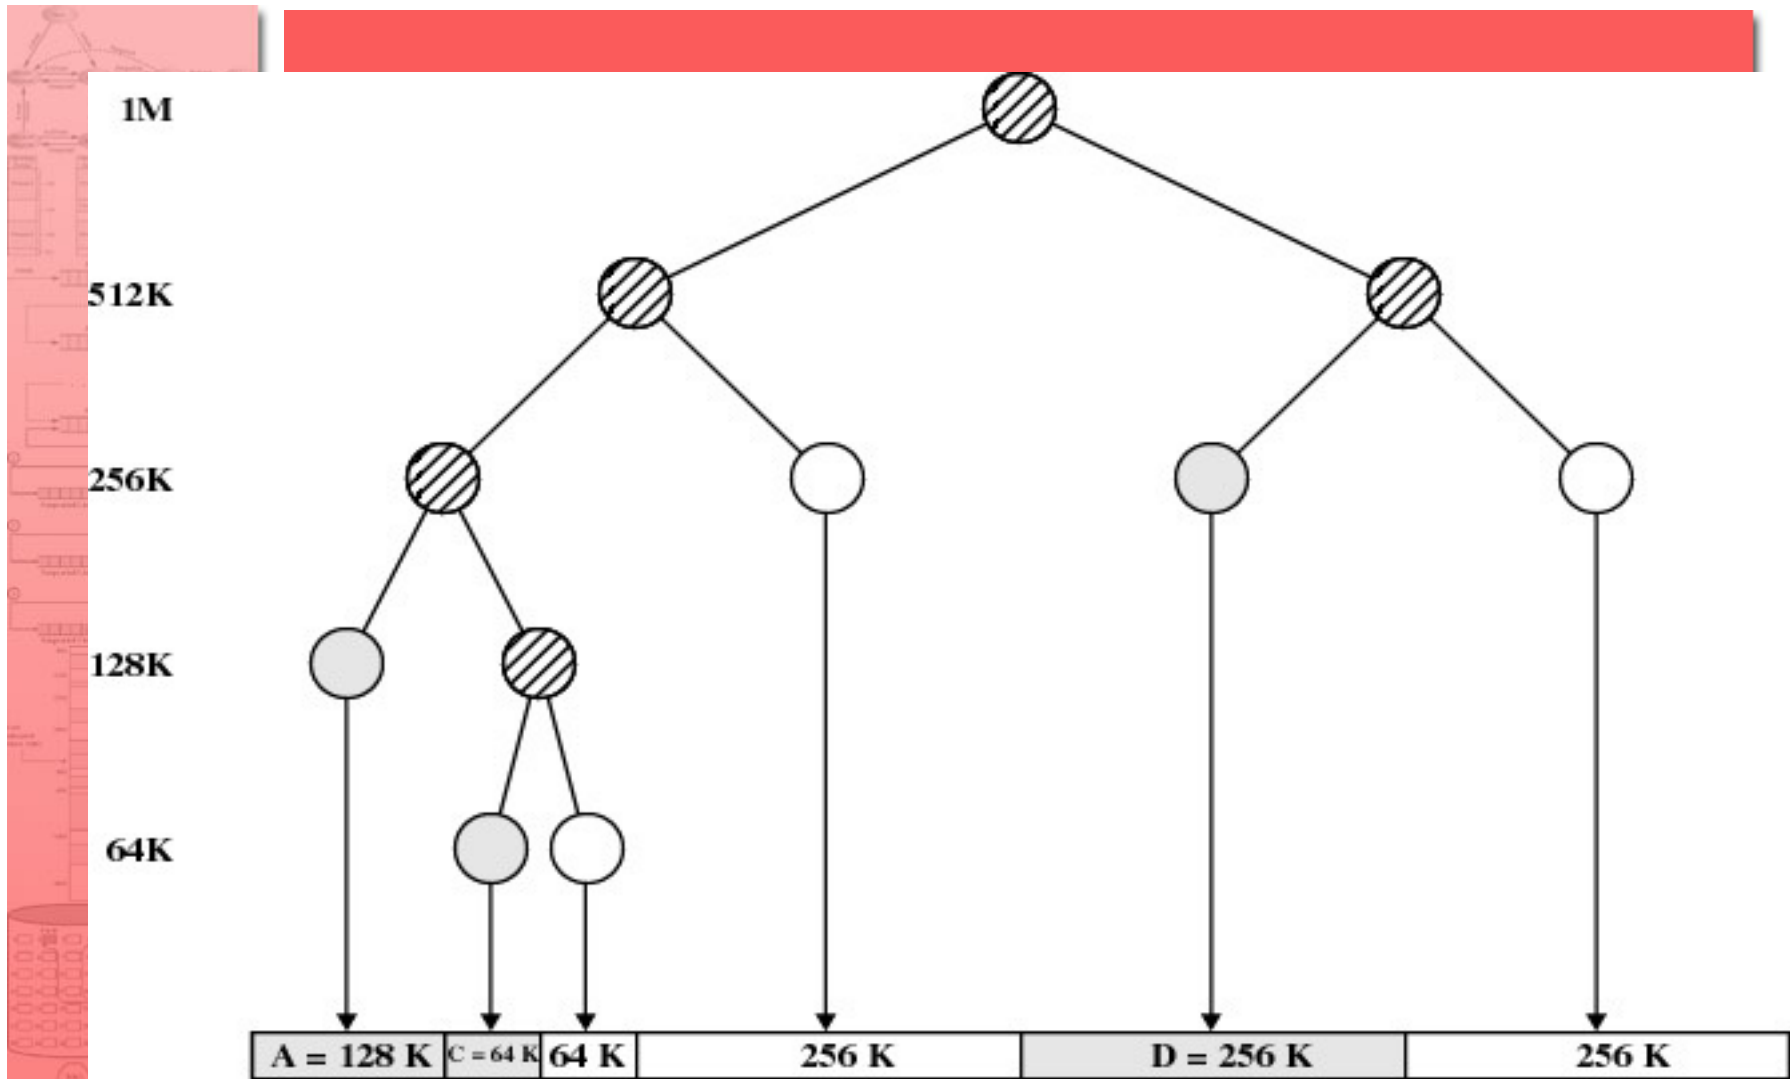 1M
512K
256K
128K
64K
A = 128 K C = 64 K 64 K 256 K D = 256 K 256 K